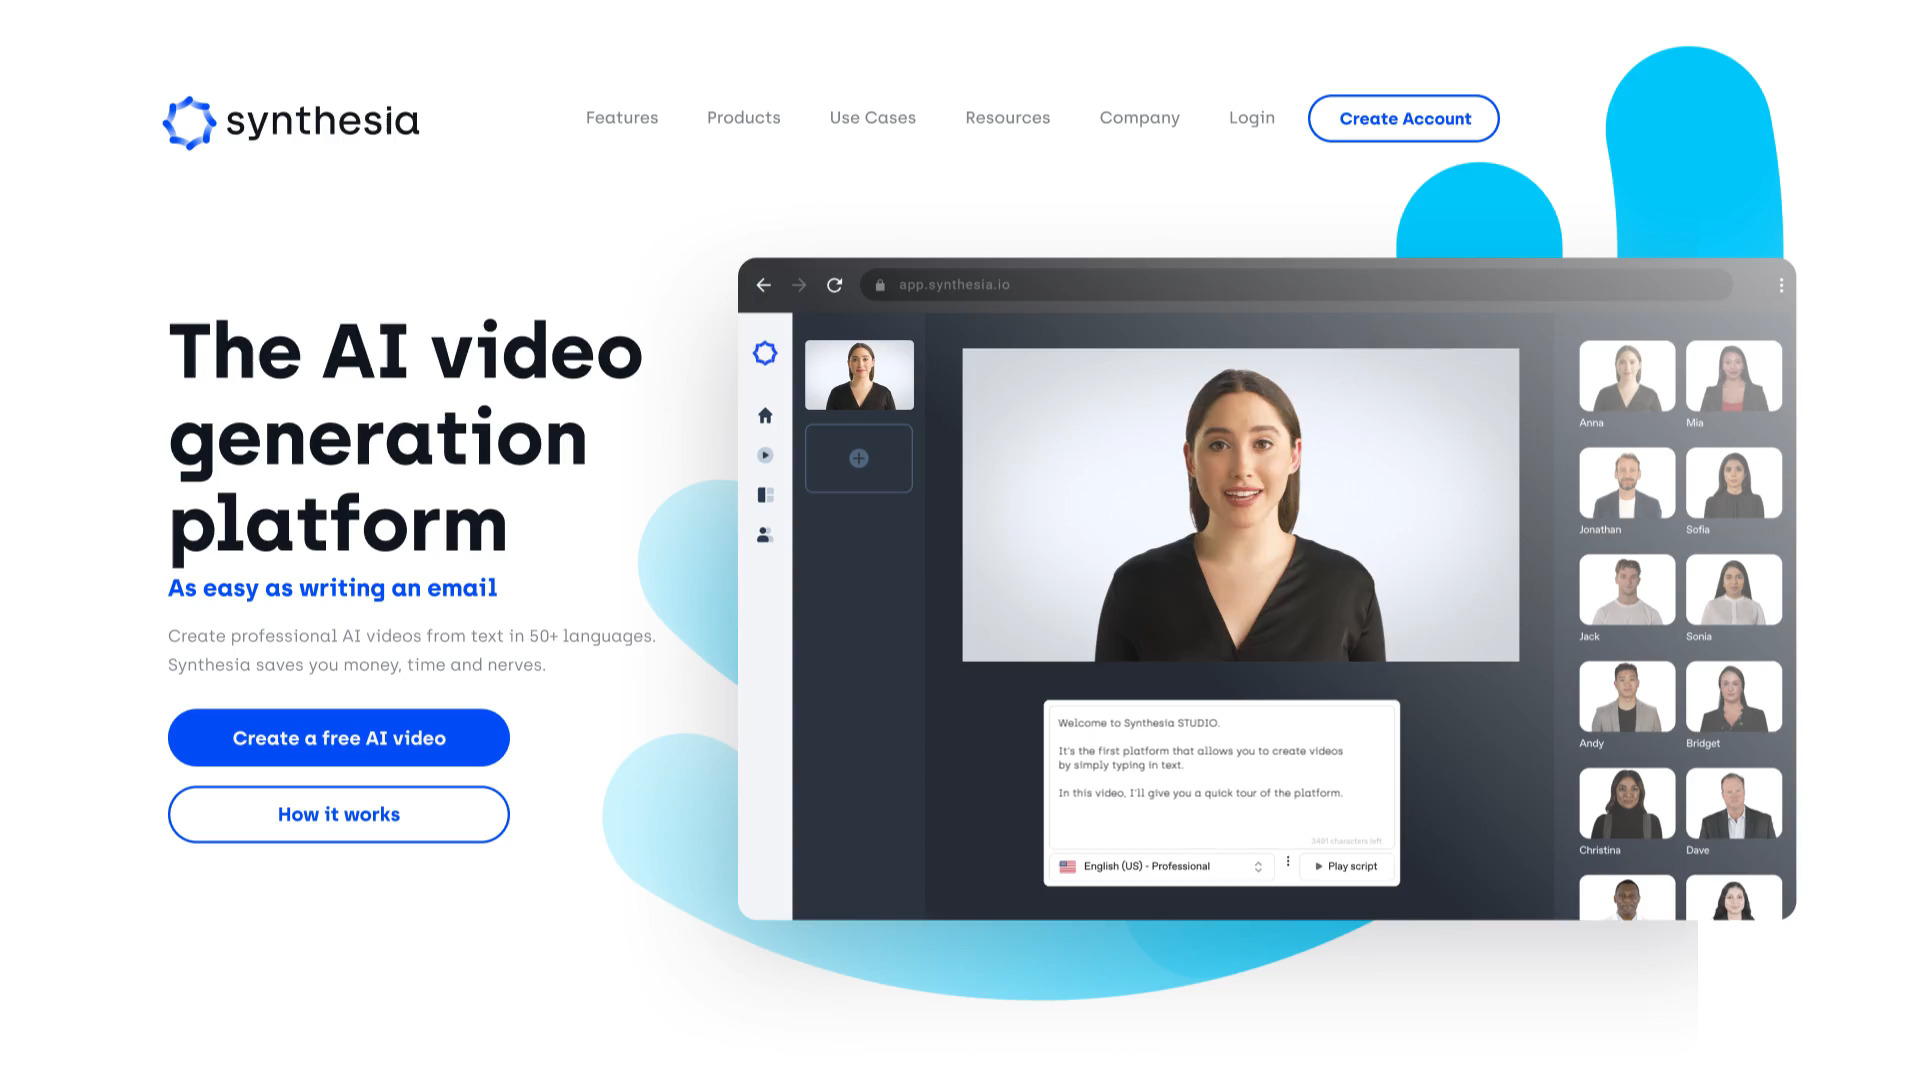 synthesia
Features
Products
Use Cases
Resources
Company
Login
Create Account
The AI video
generation
platform
As easy as writing an email
Create professional AI videos from text in 50+ languages.
Synthesia saves you money, time and nerves.
Create a free AI video
How it works
app.synthesia.io
Welcome to Synthesia STUDIO.
It's the first platform that allows you to create videos
by simply typing in text.
In this video, I'll give you a quick tour of the platform.
3491 characters left
English (US) - Professional
Play script
Anna
Mia
Jonathan
Sofia
Jack
Sonia
Andy
Bridget
Christina
Dave